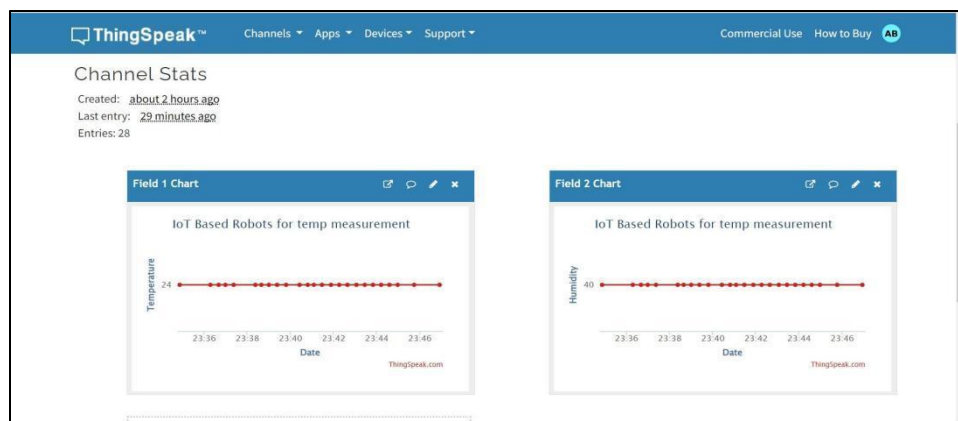 ThingSpeak™ Channels Apps Devices Support Commercial Use How to Buy AB
Channel Stats
Created: about 2 hours ago
Last entry: 29 minutes ago
Entries: 28
Field 1 Chart
IoT Based Robots for temp measurement
Temperature
24
23:36 23:38 23:40 23:42 23:44 23:46
Date
ThingSpeak.com
Field 2 Chart
IoT Based Robots for temp measurement
Humidity
40
23:36 23:38 23:40 23:42 23:44 23:46
Date
ThingSpeak.com